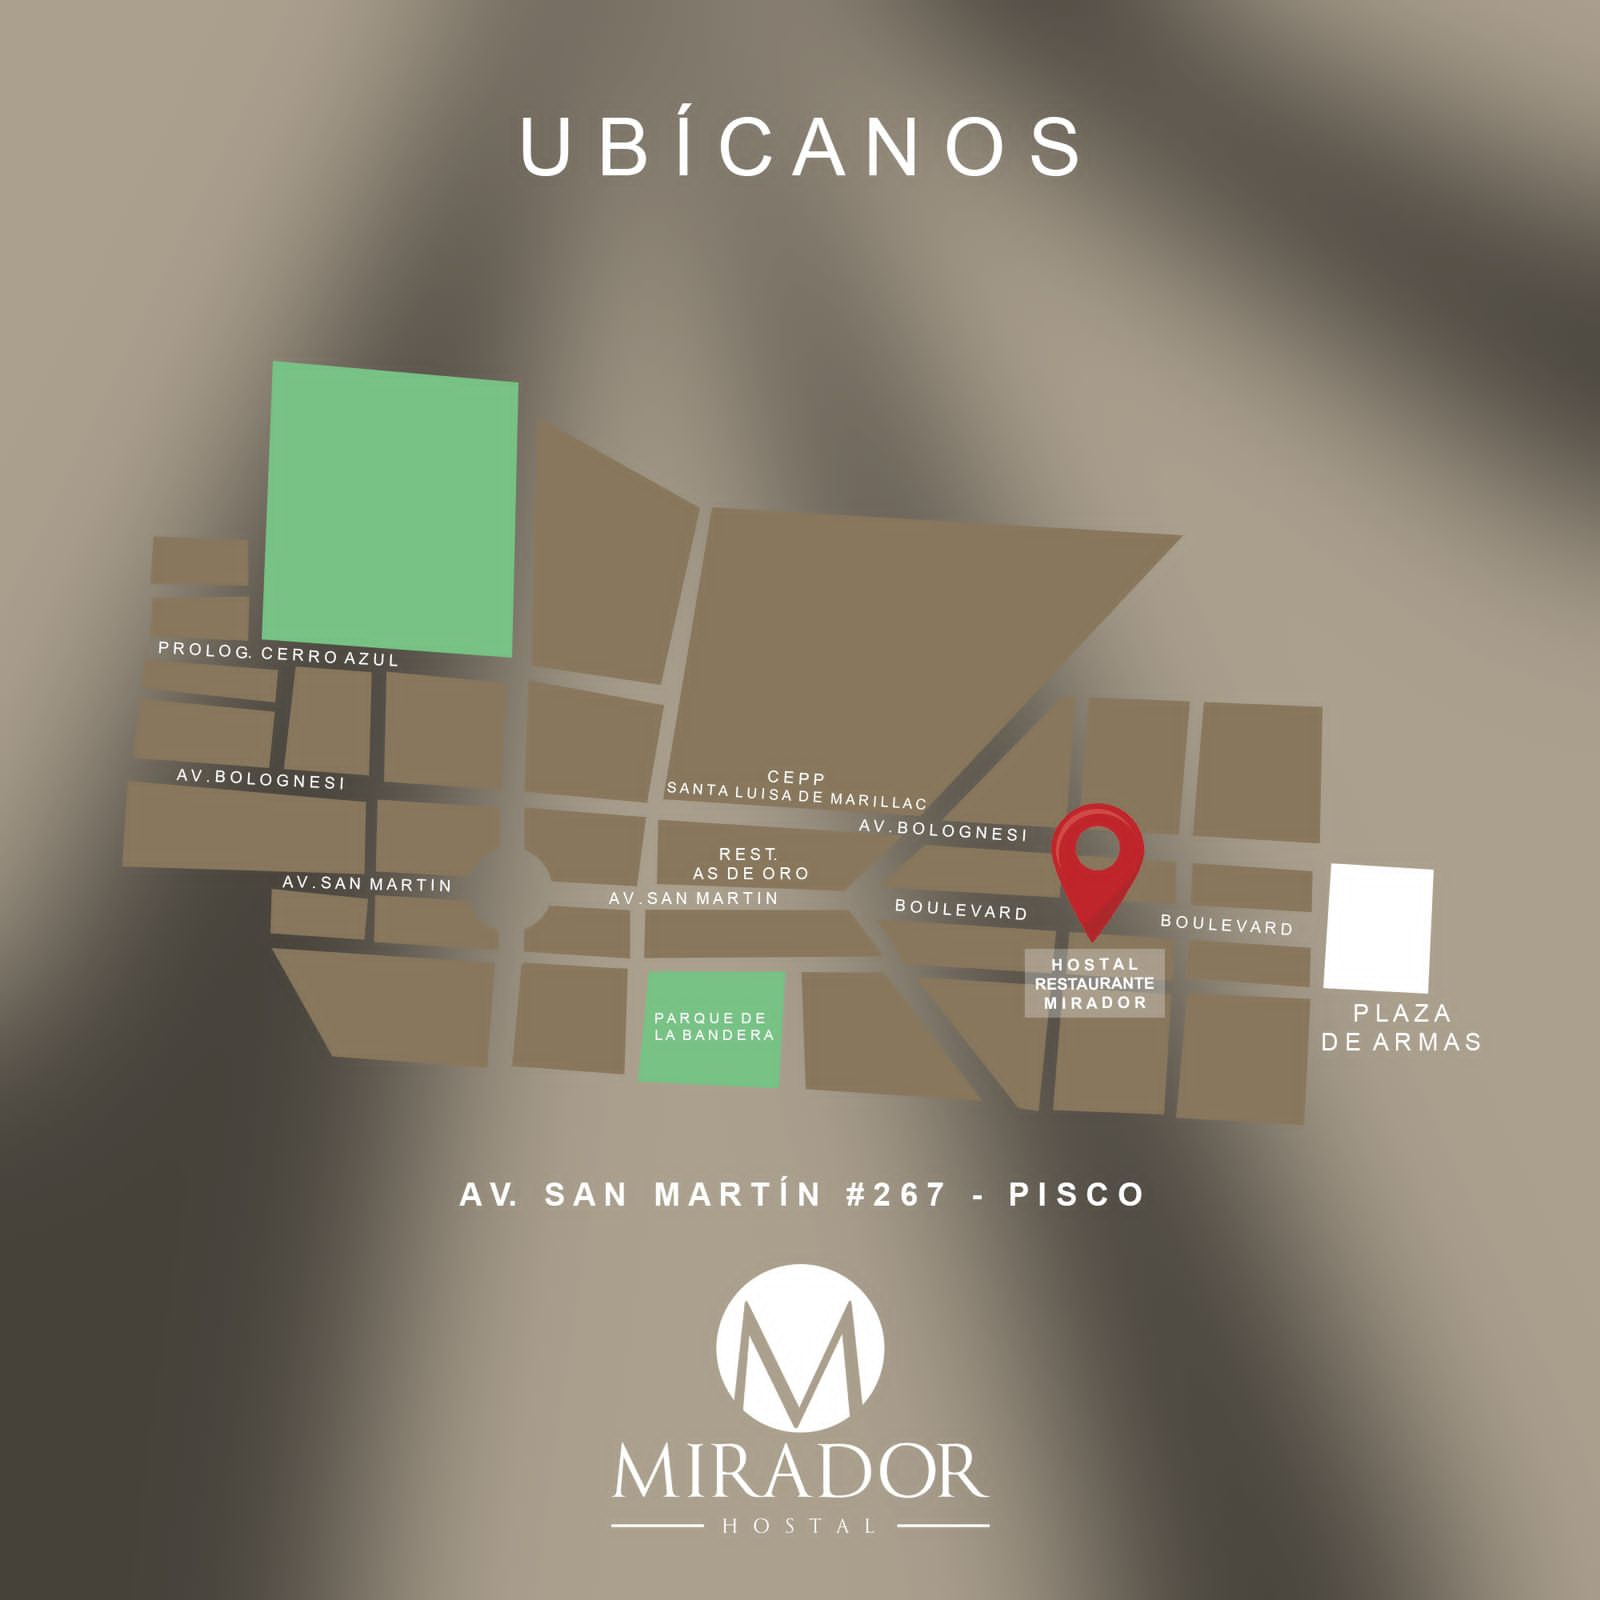 UBÍCANOS
PROLOG. CERRO AZUL
AV. BOLOGNESI
CEPP
SANTA LUISA DE MARILLAC
AV. BOLOGNESI
REST.
AS DE ORO
AV. SAN MARTIN
AV. SAN MARTIN
BOULEVARD
BOULEVARD
HOSTAL
RESTAURANTE
MIRADOR
PARQUE DE
LA BANDERA
PLAZA
DE ARMAS
AV. SAN MARTÍN #267 - PISCO
M
MIRADOR
HOSTAL